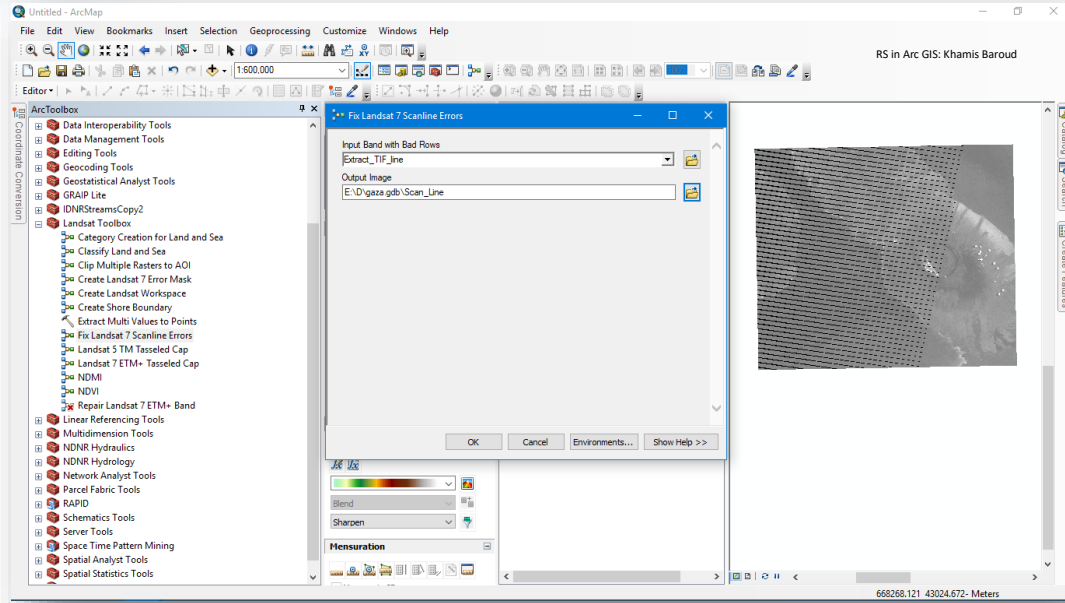 Untitled - ArcMap
File Edit View Bookmarks Insert Selection Geoprocessing Customize Windows Help
RS in Arc GIS: Khamis Baroud
1:600,000
Editor
ArcToolbox
Coordinate Conversion
Data Interoperability Tools
Data Management Tools
Editing Tools
Geocoding Tools
Geostatistical Analyst Tools
GRAIP Lite
IDNRStreamsCopy2
Landsat Toolbox
Category Creation for Land and Sea
Classify Land and Sea
Clip Multiple Rasters to AOI
Create Landsat 7 Error Mask
Create Landsat Workspace
Create Shore Boundary
Extract Multi Values to Points
Fix Landsat 7 Scanline Errors
Landsat 5 TM Tasseled Cap
Landsat 7 ETM+ Tasseled Cap
NDMI
NDVI
Repair Landsat 7 ETM+ Band
Linear Referencing Tools
Multidimension Tools
NDNR Hydraulics
NDNR Hydrology
Network Analyst Tools
Parcel Fabric Tools
RAPID
Schematics Tools
Server Tools
Space Time Pattern Mining
Spatial Analyst Tools
Spatial Statistics Tools
Fix Landsat 7 Scanline Errors
Input Band with Bad Rows
Extract_TIF_line
Output Image
E:\D\gaza.gdb\Scan_Line
OK Cancel Environments... Show Help >>
Blend
Sharpen
Mensuration
668268.121 43024.672- Meters